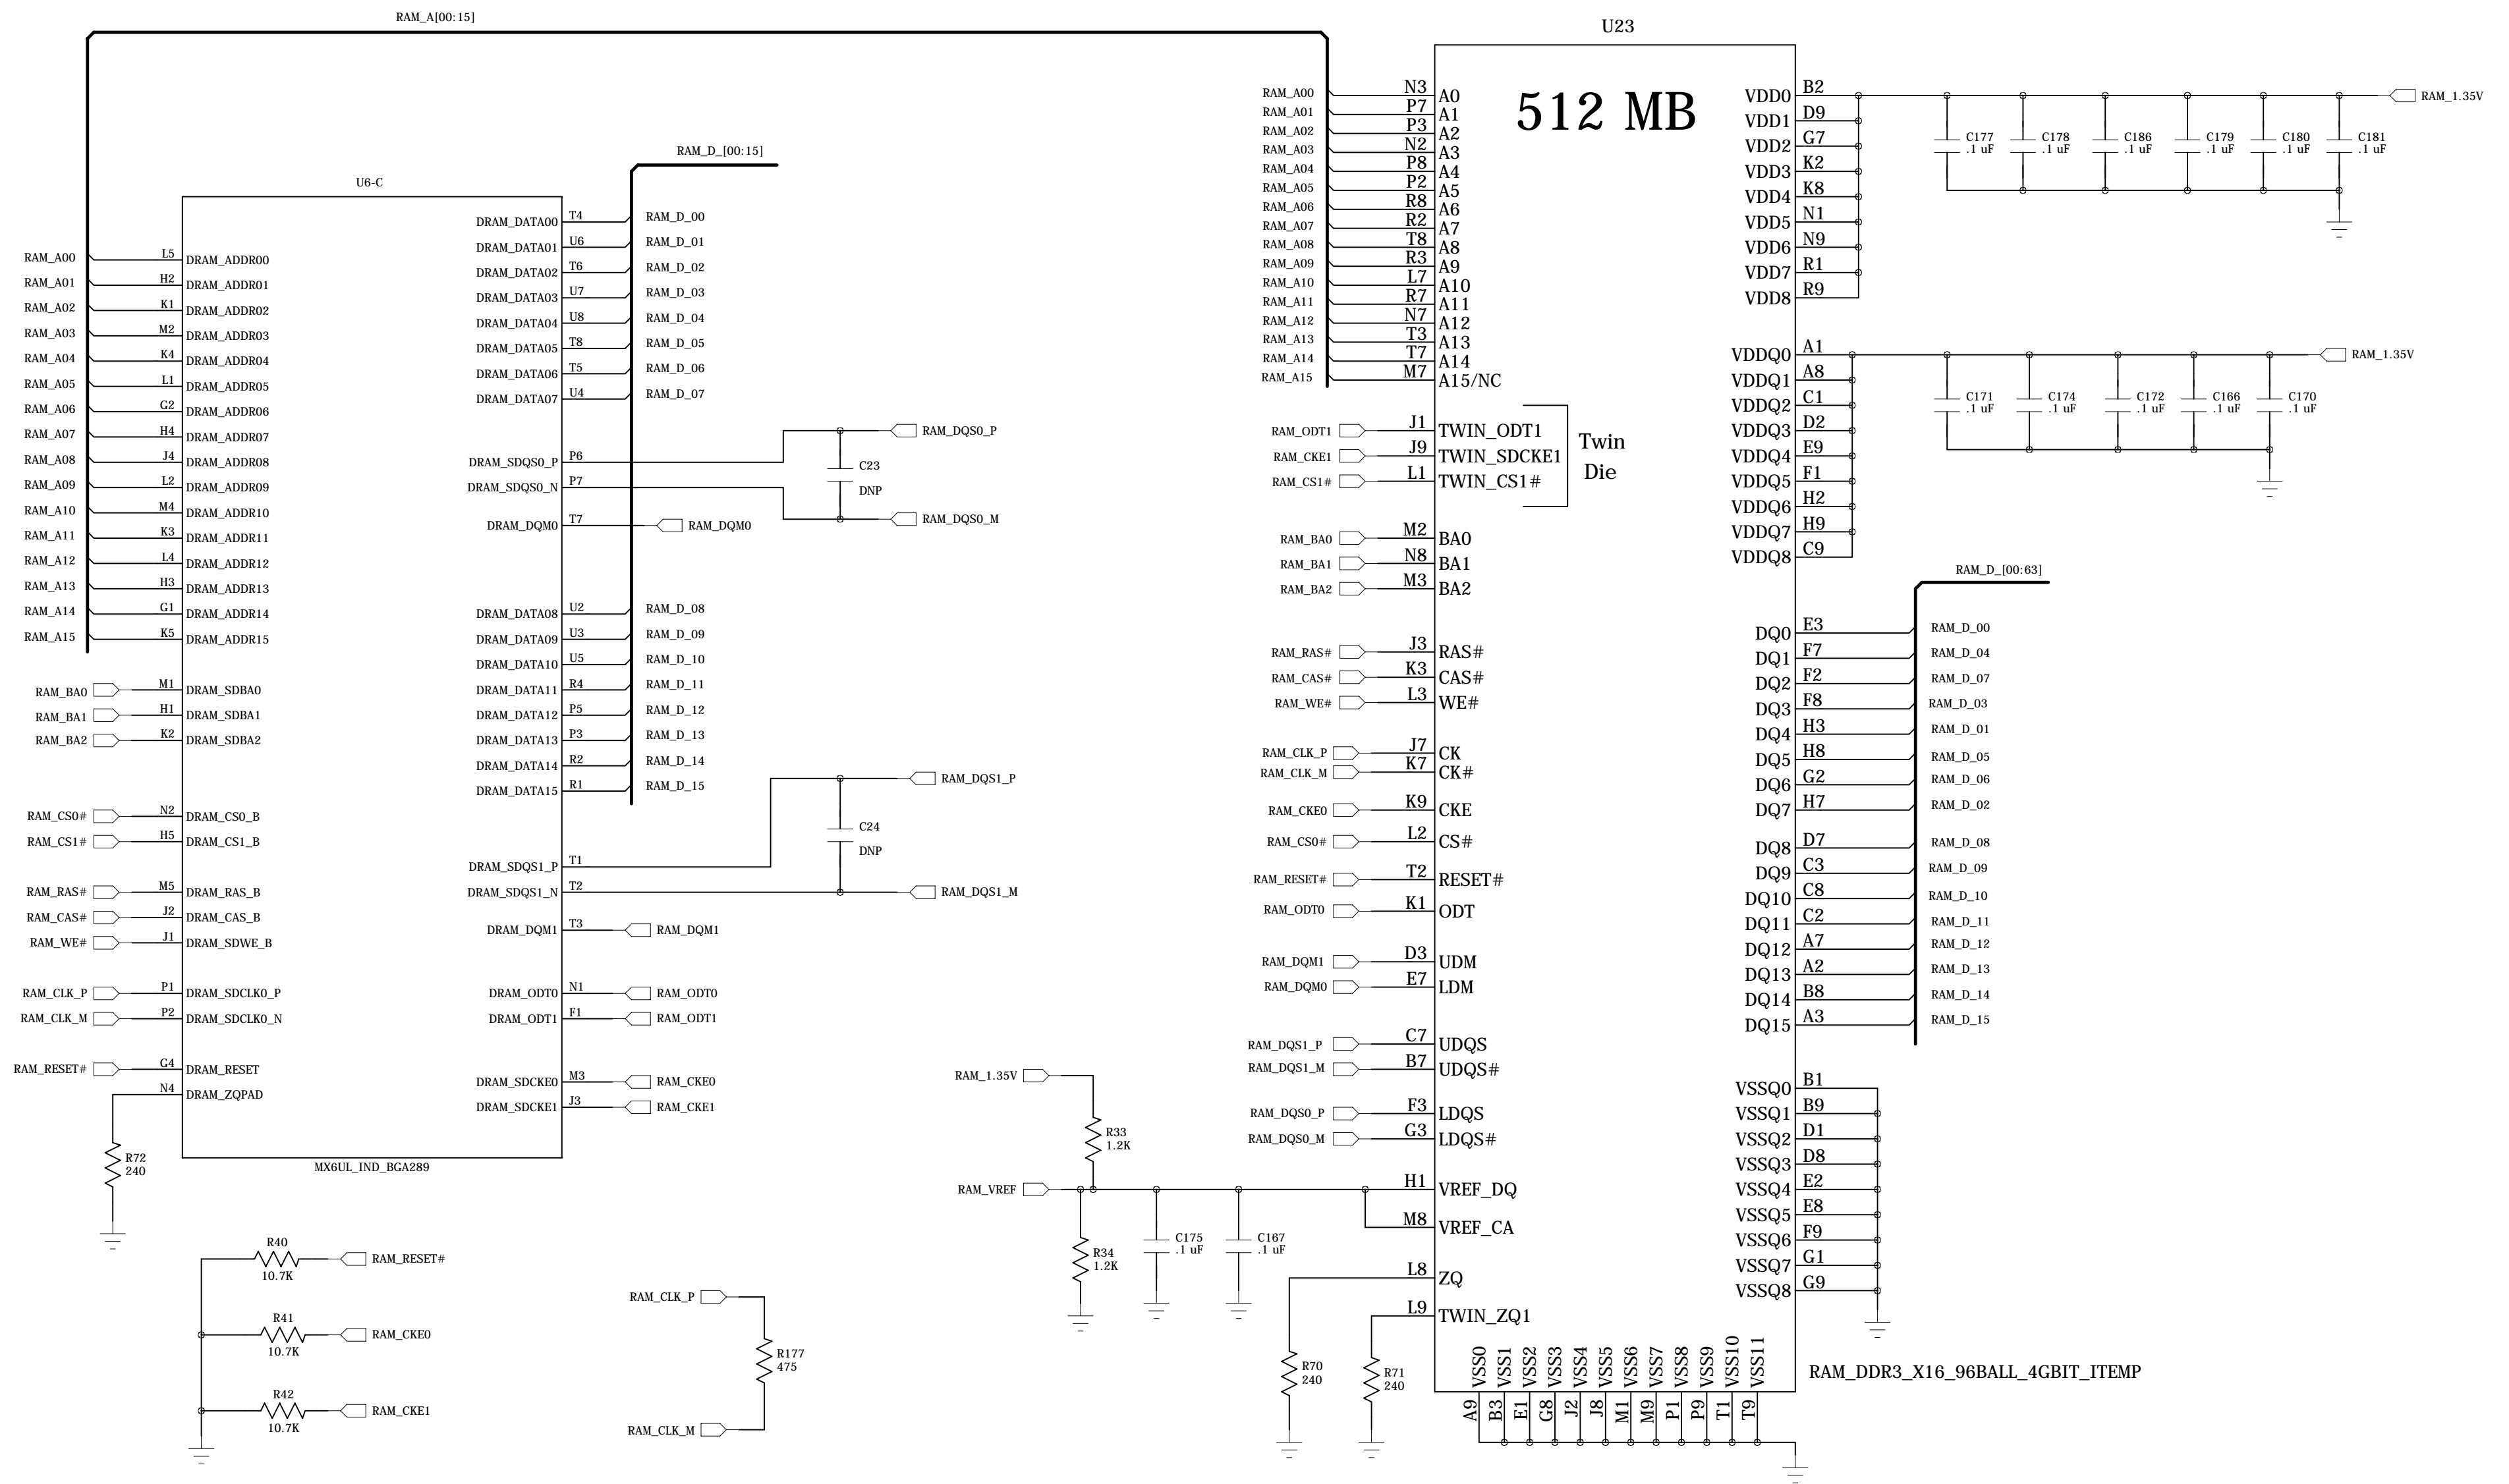 RAM_A[00:15]
RAM_D_[00:15]
U6-C
RAM_A00 L5 DRAM_ADDR00
RAM_A01 H2 DRAM_ADDR01
RAM_A02 K1 DRAM_ADDR02
RAM_A03 M2 DRAM_ADDR03
RAM_A04 K4 DRAM_ADDR04
RAM_A05 L1 DRAM_ADDR05
RAM_A06 G2 DRAM_ADDR06
RAM_A07 H4 DRAM_ADDR07
RAM_A08 J4 DRAM_ADDR08
RAM_A09 L2 DRAM_ADDR09
RAM_A10 M4 DRAM_ADDR10
RAM_A11 K3 DRAM_ADDR11
RAM_A12 L4 DRAM_ADDR12
RAM_A13 H3 DRAM_ADDR13
RAM_A14 G1 DRAM_ADDR14
RAM_A15 K5 DRAM_ADDR15
RAM_BA0 M1 DRAM_SDBA0
RAM_BA1 H1 DRAM_SDBA1
RAM_BA2 K2 DRAM_SDBA2
RAM_CS0# N2 DRAM_CS0_B
RAM_CS1# H5 DRAM_CS1_B
RAM_RAS# M5 DRAM_RAS_B
RAM_CAS# J2 DRAM_CAS_B
RAM_WE# J1 DRAM_SDWE_B
RAM_CLK_P P1 DRAM_SDCLK0_P
RAM_CLK_M P2 DRAM_SDCLK0_N
RAM_RESET# G4 DRAM_RESET
N4 DRAM_ZQPAD
R72
240
DRAM_DATA00 T4 RAM_D_00
DRAM_DATA01 U6 RAM_D_01
DRAM_DATA02 T6 RAM_D_02
DRAM_DATA03 U7 RAM_D_03
DRAM_DATA04 U8 RAM_D_04
DRAM_DATA05 T8 RAM_D_05
DRAM_DATA06 T5 RAM_D_06
DRAM_DATA07 U4 RAM_D_07
DRAM_SDQS0_P P6 RAM_DQS0_P
C23
DNP
DRAM_SDQS0_N P7 RAM_DQS0_M
DRAM_DQM0 T7 RAM_DQM0
DRAM_DATA08 U2 RAM_D_08
DRAM_DATA09 U3 RAM_D_09
DRAM_DATA10 U5 RAM_D_10
DRAM_DATA11 R4 RAM_D_11
DRAM_DATA12 P5 RAM_D_12
DRAM_DATA13 P3 RAM_D_13
DRAM_DATA14 R2 RAM_D_14
DRAM_DATA15 R1 RAM_D_15
DRAM_SDQS1_P T1 RAM_DQS1_P
C24
DNP
DRAM_SDQS1_N T2 RAM_DQS1_M
DRAM_DQM1 T3 RAM_DQM1
DRAM_ODT0 N1 RAM_ODT0
DRAM_ODT1 F1 RAM_ODT1
DRAM_SDCKE0 M3 RAM_CKE0
DRAM_SDCKE1 J3 RAM_CKE1
MX6UL_IND_BGA289
R40
10.7K
RAM_RESET#
R41
10.7K
RAM_CKE0
R42
10.7K
RAM_CKE1
RAM_CLK_P
R177
475
RAM_CLK_M
U23
512 MB
RAM_A00 N3 A0
RAM_A01 P7 A1
RAM_A02 P3 A2
RAM_A03 N2 A3
RAM_A04 P8 A4
RAM_A05 P2 A5
RAM_A06 R8 A6
RAM_A07 R2 A7
RAM_A08 T8 A8
RAM_A09 R3 A9
RAM_A10 L7 A10
RAM_A11 R7 A11
RAM_A12 N7 A12
RAM_A13 T3 A13
RAM_A14 T7 A14
RAM_A15 M7 A15/NC
RAM_ODT1 J1 TWIN_ODT1
RAM_CKE1 J9 TWIN_SDCKE1
RAM_CS1# L1 TWIN_CS1#
Twin
Die
RAM_BA0 M2 BA0
RAM_BA1 N8 BA1
RAM_BA2 M3 BA2
RAM_RAS# J3 RAS#
RAM_CAS# K3 CAS#
RAM_WE# L3 WE#
RAM_CLK_P J7 CK
RAM_CLK_M K7 CK#
RAM_CKE0 K9 CKE
RAM_CS0# L2 CS#
RAM_RESET# T2 RESET#
RAM_ODT0 K1 ODT
RAM_DQM1 D3 UDM
RAM_DQM0 E7 LDM
RAM_DQS1_P C7 UDQS
RAM_DQS1_M B7 UDQS#
RAM_DQS0_P F3 LDQS
RAM_DQS0_M G3 LDQS#
RAM_1.35V
R33
1.2K
RAM_VREF H1 VREF_DQ
M8 VREF_CA
R34
1.2K
C175
.1 uF
C167
.1 uF
L8 ZQ
L9 TWIN_ZQ1
R70
240
R71
240
VDD0 B2 RAM_1.35V
VDD1 D9
VDD2 G7
VDD3 K2
VDD4 K8
VDD5 N1
VDD6 N9
VDD7 R1
VDD8 R9
C177 C178 C186 C179 C180 C181
.1 uF .1 uF .1 uF .1 uF .1 uF .1 uF
VDDQ0 A1 RAM_1.35V
VDDQ1 A8
VDDQ2 C1
VDDQ3 D2
VDDQ4 E9
VDDQ5 F1
VDDQ6 H2
VDDQ7 H9
VDDQ8 C9
C171 C174 C172 C166 C170
.1 uF .1 uF .1 uF .1 uF .1 uF
RAM_D_[00:63]
DQ0 E3 RAM_D_00
DQ1 F7 RAM_D_04
DQ2 F2 RAM_D_07
DQ3 F8 RAM_D_03
DQ4 H3 RAM_D_01
DQ5 H8 RAM_D_05
DQ6 G2 RAM_D_06
DQ7 H7 RAM_D_02
DQ8 D7 RAM_D_08
DQ9 C3 RAM_D_09
DQ10 C8 RAM_D_10
DQ11 C2 RAM_D_11
DQ12 A7 RAM_D_12
DQ13 A2 RAM_D_13
DQ14 B8 RAM_D_14
DQ15 A3 RAM_D_15
VSSQ0 B1
VSSQ1 B9
VSSQ2 D1
VSSQ3 D8
VSSQ4 E2
VSSQ5 E8
VSSQ6 F9
VSSQ7 G1
VSSQ8 G9
VSS0 VSS1 VSS2 VSS3 VSS4 VSS5 VSS6 VSS7 VSS8 VSS9 VSS10 VSS11
A9 B3 E1 G8 J2 J8 M1 M9 P1 P9 T1 T9
RAM_DDR3_X16_96BALL_4GBIT_ITEMP